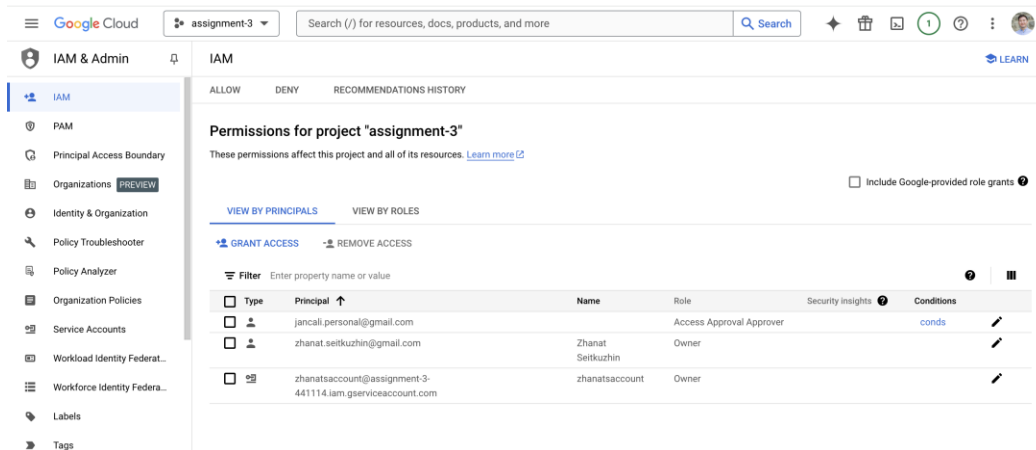 Google Cloud
assignment-3
Search (/) for resources, docs, products, and more
Search
1
IAM & Admin
IAM
LEARN
IAM
PAM
Principal Access Boundary
Organizations PREVIEW
Identity & Organization
Policy Troubleshooter
Policy Analyzer
Organization Policies
Service Accounts
Workload Identity Federat...
Workforce Identity Federa...
Labels
Tags
ALLOW DENY RECOMMENDATIONS HISTORY
Permissions for project "assignment-3"
These permissions affect this project and all of its resources. Learn more
Include Google-provided role grants
VIEW BY PRINCIPALS VIEW BY ROLES
GRANT ACCESS REMOVE ACCESS
Filter Enter property name or value
Type Principal Name Role Security insights Conditions
jancali.personal@gmail.com Access Approval Approver conds
zhanat.seitkuzhin@gmail.com Zhanat Seitkuzhin Owner
zhanatsaccount@assignment-3-441114.iam.gserviceaccount.com zhanatsaccount Owner